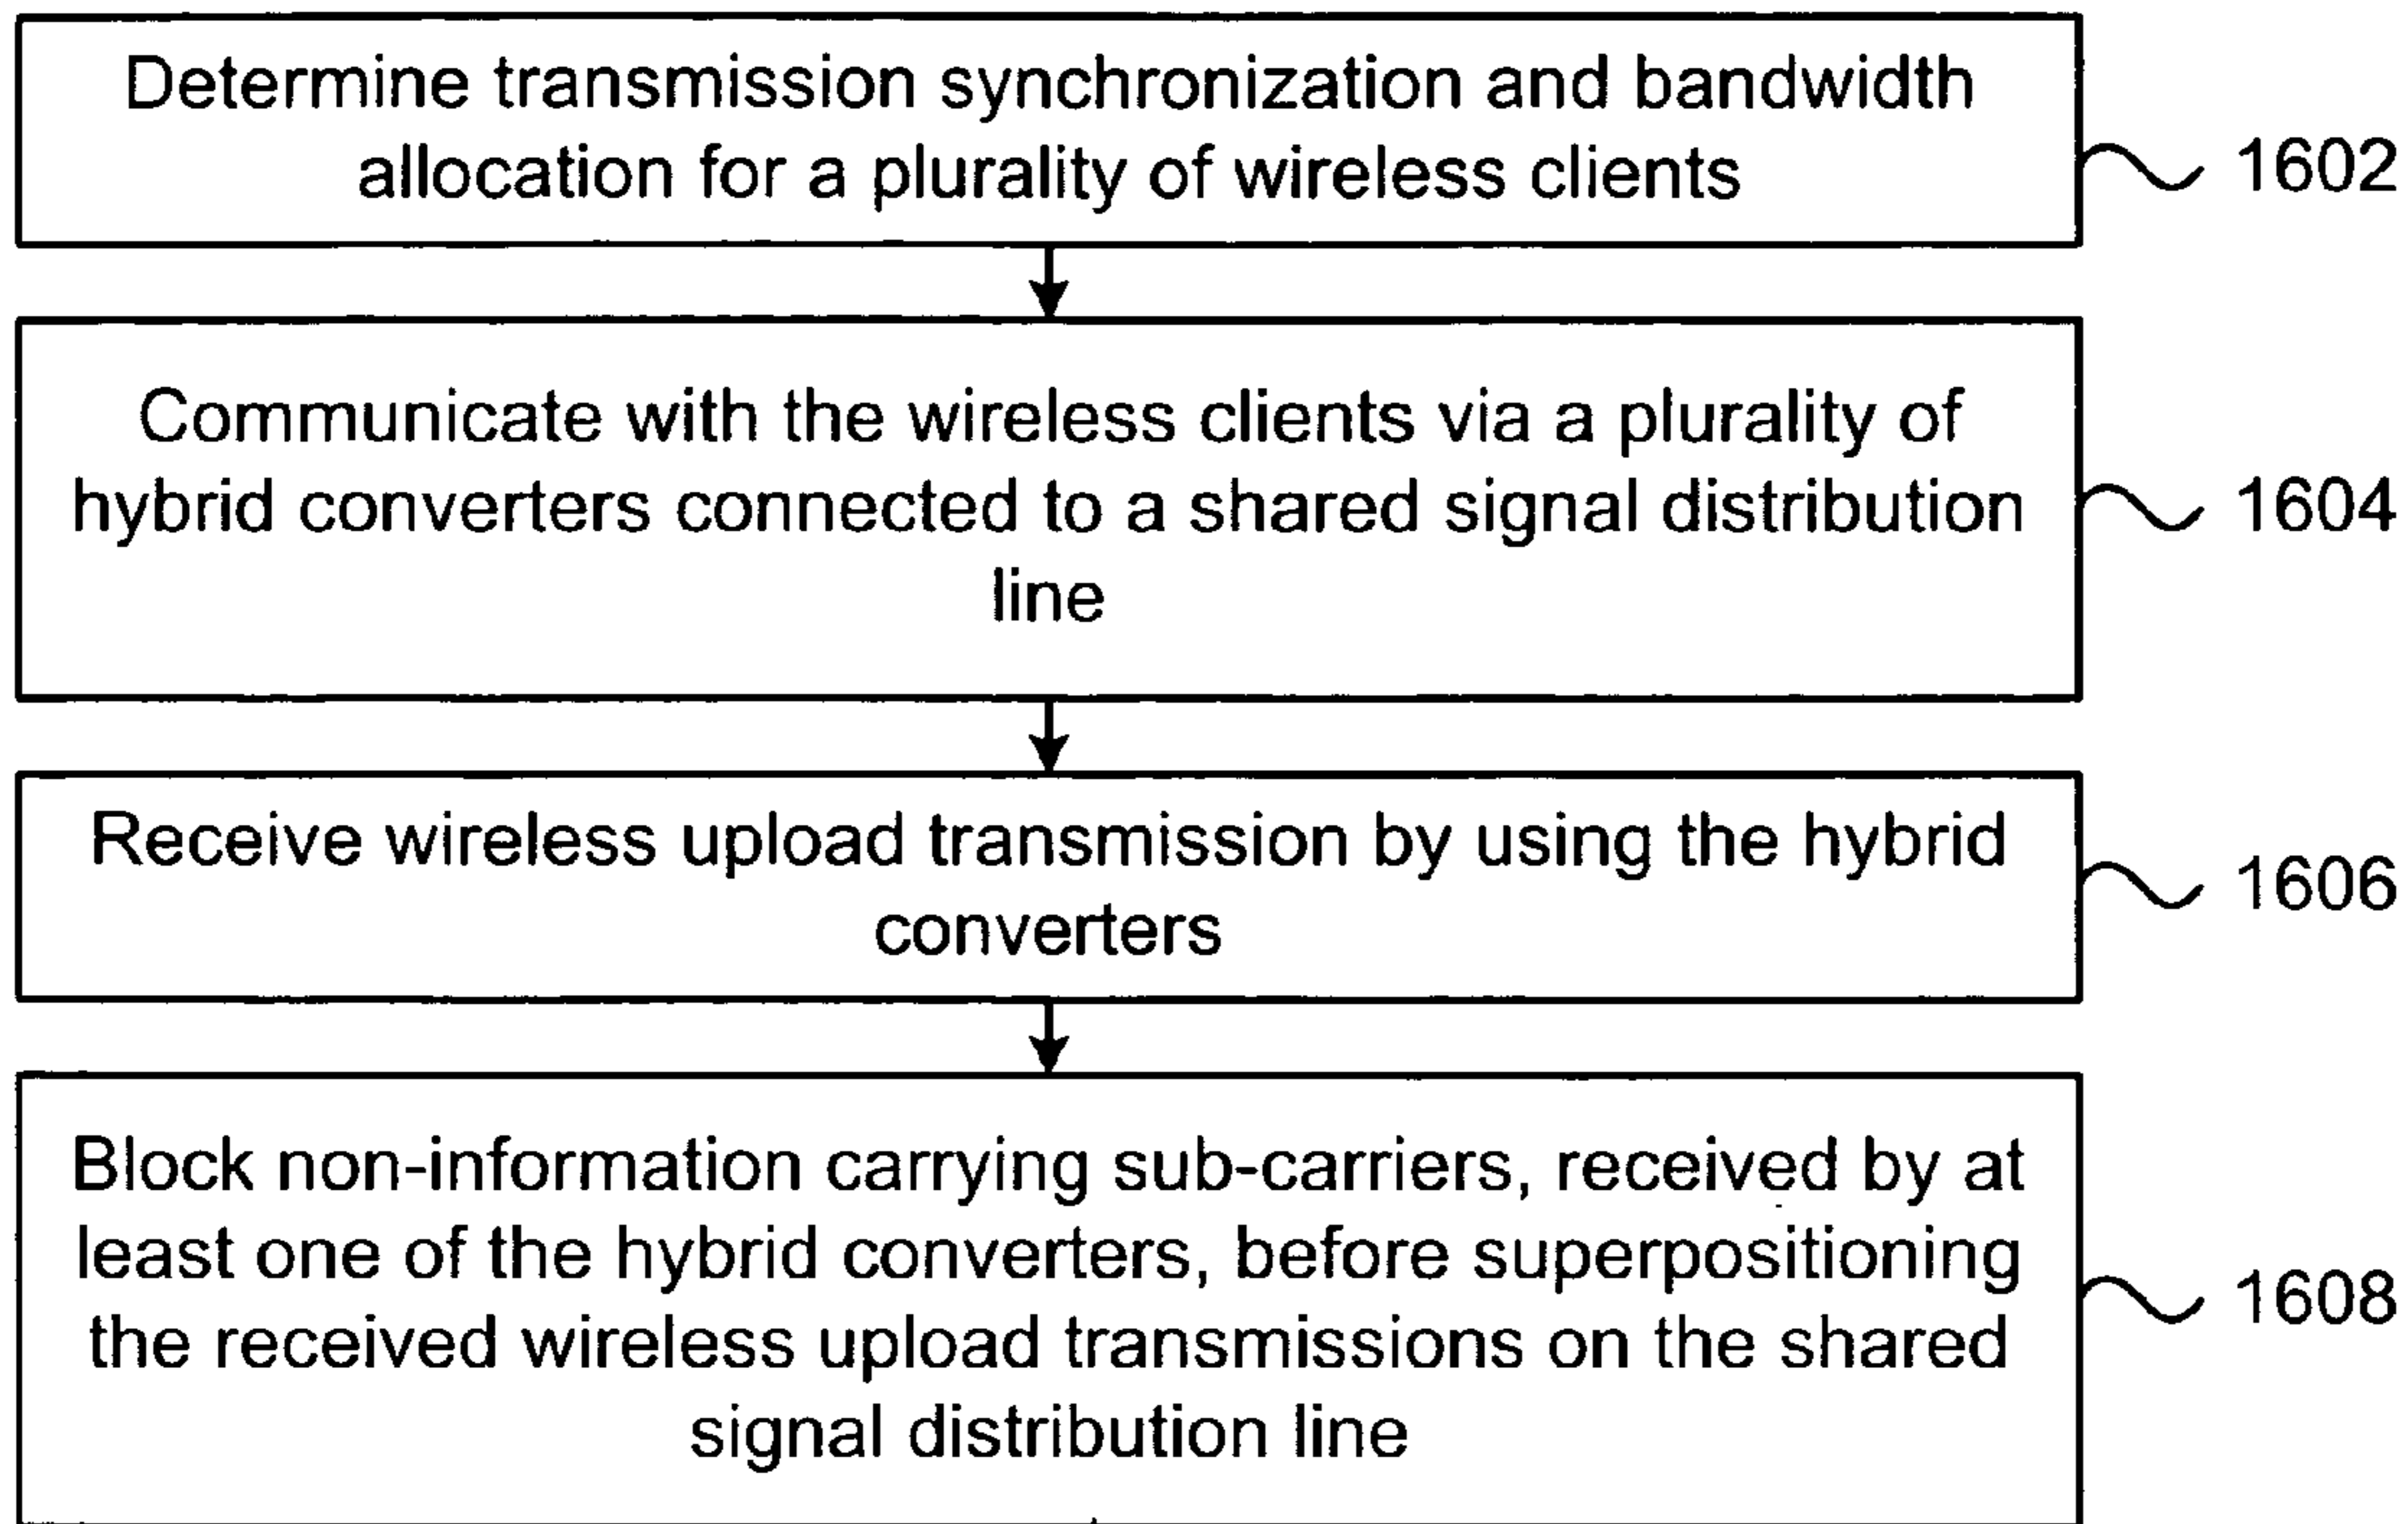 Determine transmission synchronization and bandwidth
allocation for a plurality of wireless clients
1602
Communicate with the wireless clients via a plurality of
hybrid converters connected to a shared signal distribution
line
1604
Receive wireless upload transmission by using the hybrid
converters
1606
Block non-information carrying sub-carriers, received by at
least one of the hybrid converters, before superpositioning
the received wireless upload transmissions on the shared
signal distribution line
1608